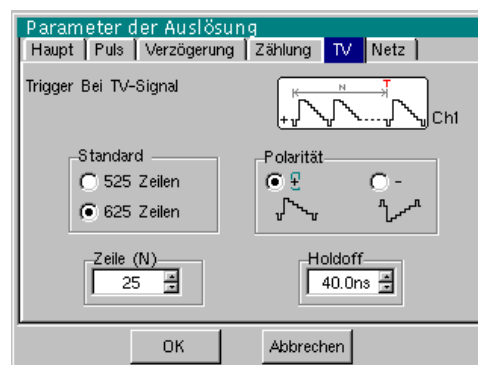 Parameter der Auslösung
Haupt Puls Verzögerung Zählung TV Netz
Trigger Bei TV-Signal
N T
+ Ch1
Standard
525 Zeilen
625 Zeilen
Polarität
+ -
Zeile (N)
25
Holdoff
40.0ns
OK Abbrechen